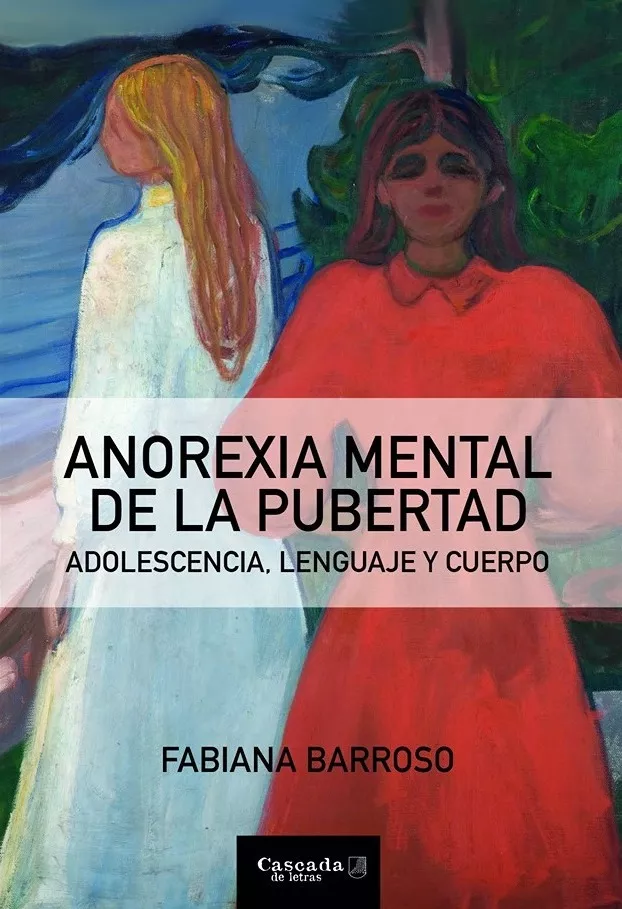 ANOREXIA MENTAL
DE LA PUBERTAD
ADOLESCENCIA, LENGUAJE Y CUERPO
FABIANA BARROSO
Cascada
de letras